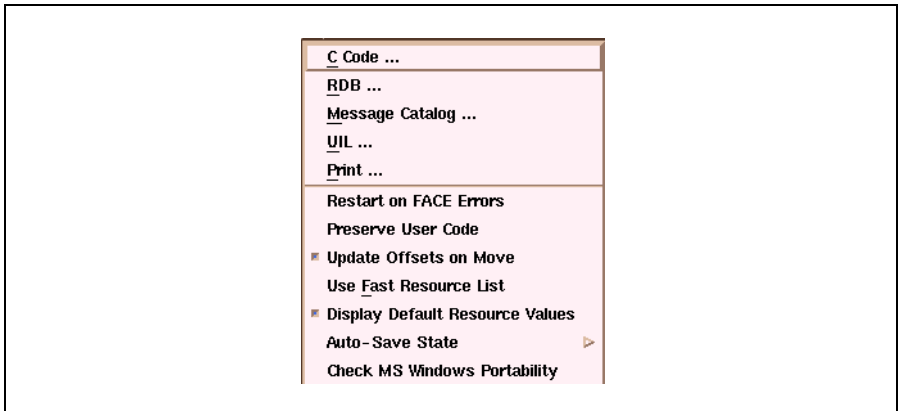 C Code ...
RDB ...
Message Catalog ...
UIL ...
Print ...
Restart on FACE Errors
Preserve User Code
Update Offsets on Move
Use Fast Resource List
Display Default Resource Values
Auto-Save State
Check MS Windows Portability